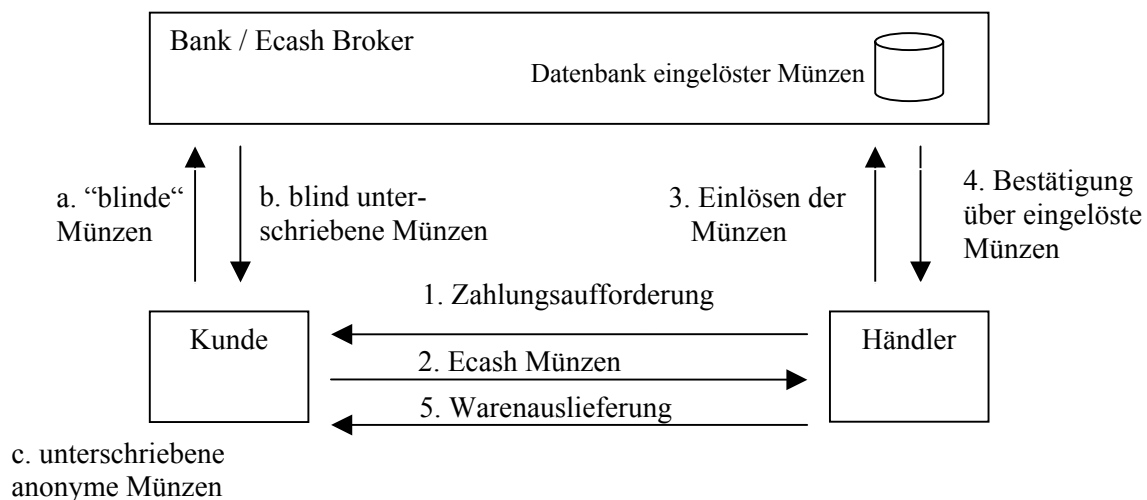 Bank / Ecash Broker
Datenbank eingelöster Münzen
a. “blinde“
Münzen
b. blind unter-
schriebene Münzen
3. Einlösen der
Münzen
4. Bestätigung
über eingelöste
Münzen
1. Zahlungsaufforderung
Kunde
Händler
2. Ecash Münzen
5. Warenauslieferung
c. unterschriebene
anonyme Münzen